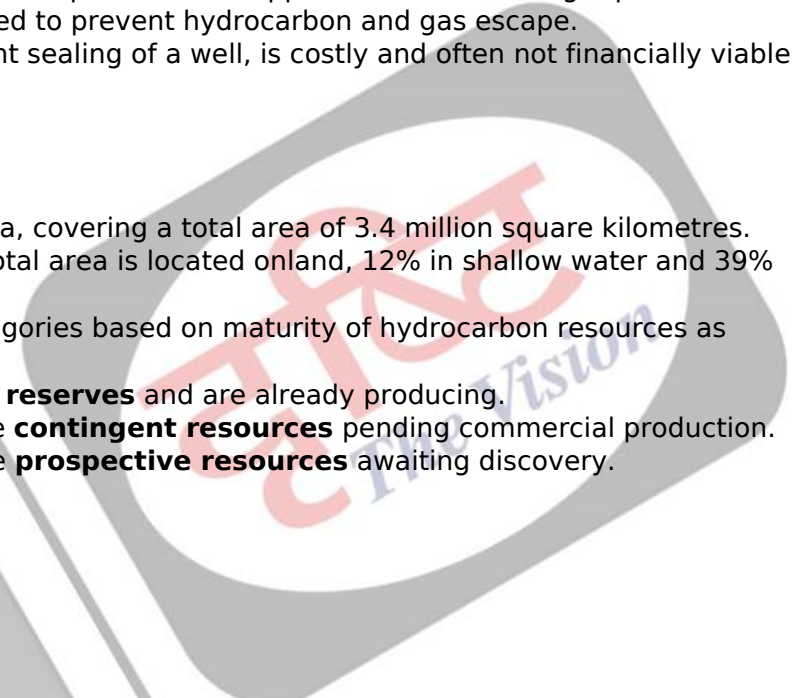 ed to prevent hydrocarbon and gas escape.
nt sealing of a well, is costly and often not financially viable
a, covering a total area of 3.4 million square kilometres.
otal area is located onland, 12% in shallow water and 39%
gories based on maturity of hydrocarbon resources as
reserves and are already producing.
e contingent resources pending commercial production.
e prospective resources awaiting discovery.
दृष्टि
The Vision